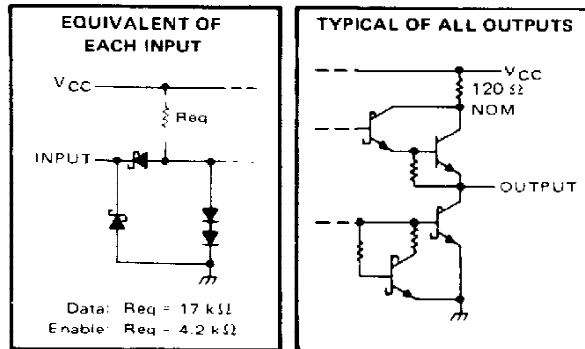 EQUIVALENT OF
EACH INPUT
VCC
Req
INPUT
Data: Req = 17 kΩ
Enable: Req = 4.2 kΩ
TYPICAL OF ALL OUTPUTS
VCC
120 Ω
NOM
OUTPUT